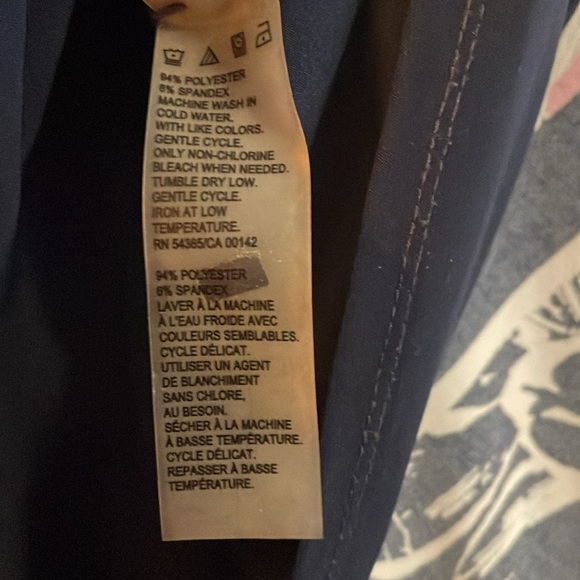 94% POLYESTER
6% SPANDEX
MACHINE WASH IN
COLD WATER.
WITH LIKE COLORS.
GENTLE CYCLE.
ONLY NON-CHLORINE
BLEACH WHEN NEEDED.
TUMBLE DRY LOW.
GENTLE CYCLE.
IRON AT LOW
TEMPERATURE.
RN 54365/CA 00142
94% POLYESTER
6% SPANDEX
LAVER À LA MACHINE
À L'EAU FROIDE AVEC
COULEURS SEMBLABLES.
CYCLE DÉLICAT.
UTILISER UN AGENT
DE BLANCHIMENT
SANS CHLORE,
AU BESOIN.
SÉCHER À LA MACHINE
À BASSE TEMPÉRATURE.
CYCLE DÉLICAT.
REPASSER À BASSE
TEMPÉRATURE.